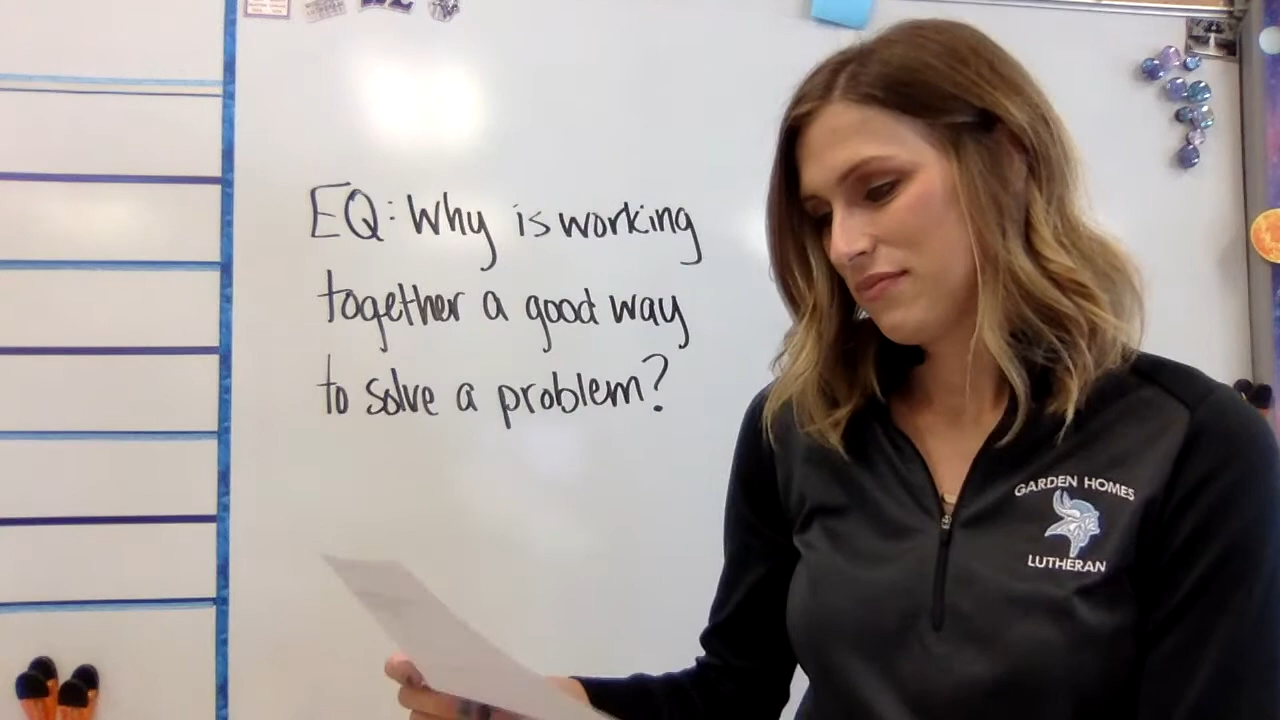 EQ: Why is working
together a good way
to solve a problem?
GARDEN HOMES
LUTHERAN